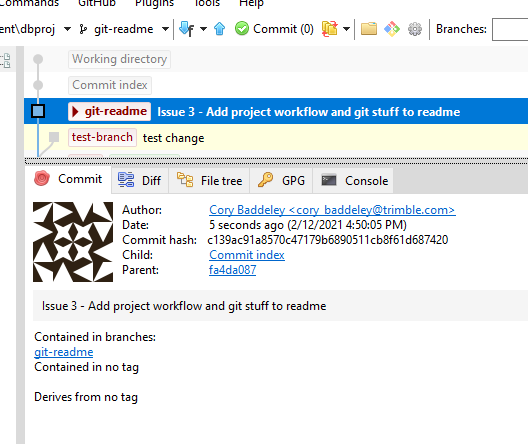 Commands GitHub Plugins Tools Help
ent\dbproj git-readme Commit (0) Branches:
Working directory
Commit index
git-readme Issue 3 - Add project workflow and git stuff to readme
test-branch test change
Commit Diff File tree GPG Console
Author: Cory Baddeley <cory_baddeley@trimble.com>
Date: 5 seconds ago (2/12/2021 4:50:05 PM)
Commit hash: c139ac91a8570c47179b6890511cb8f61d687420
Child: Commit index
Parent: fa4da087
Issue 3 - Add project workflow and git stuff to readme
Contained in branches:
git-readme
Contained in no tag
Derives from no tag